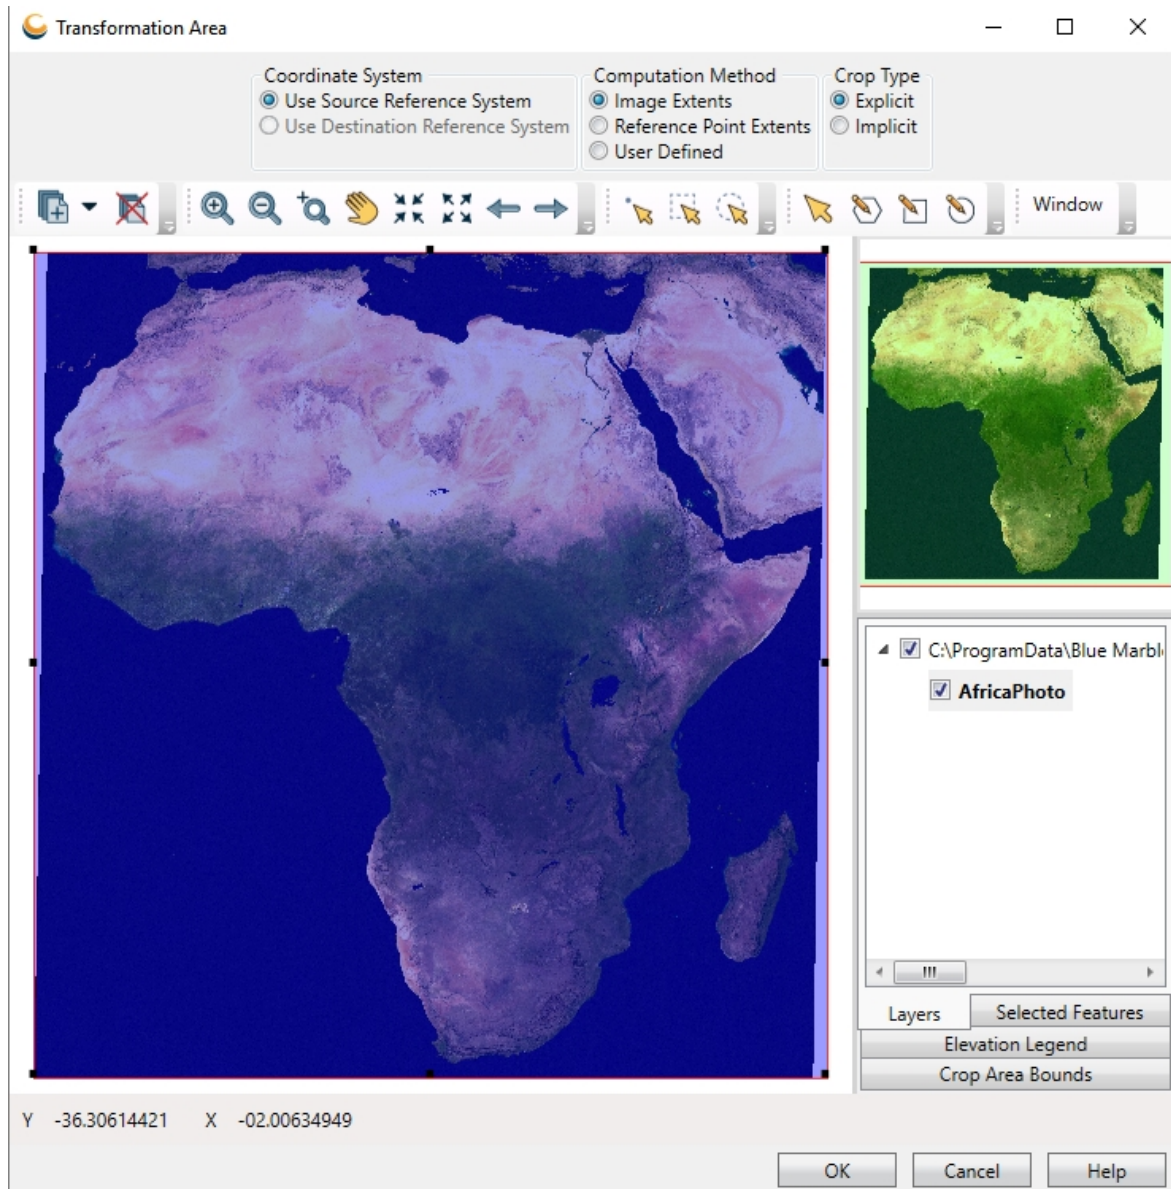 Transformation Area
Coordinate System
Use Source Reference System
Use Destination Reference System
Computation Method
Image Extents
Reference Point Extents
User Defined
Crop Type
Explicit
Implicit
Window
C:\ProgramData\Blue Marbl
AfricaPhoto
Layers
Selected Features
Elevation Legend
Crop Area Bounds
Y -36.30614421 X -02.00634949
OK Cancel Help